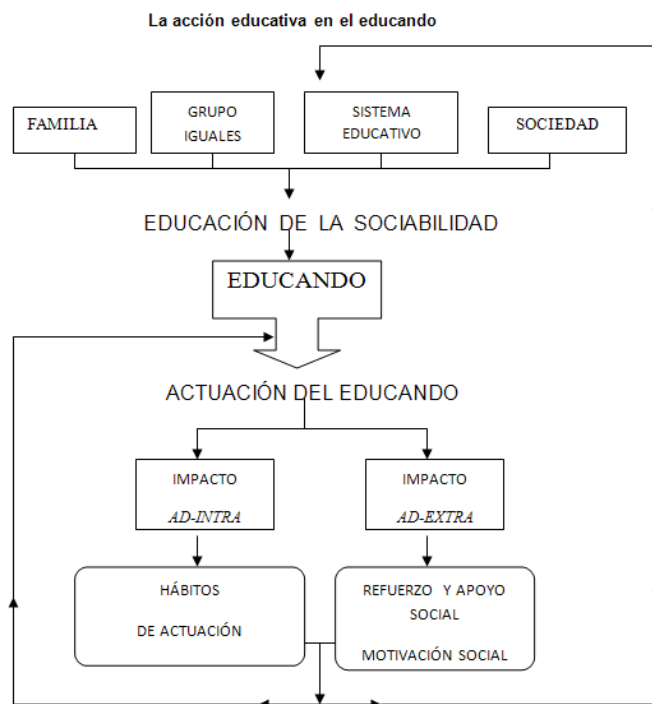 La acción educativa en el educando
FAMILIA
GRUPO
IGUALES
SISTEMA
EDUCATIVO
SOCIEDAD
EDUCACIÓN DE LA SOCIABILIDAD
EDUCANDO
ACTUACIÓN DEL EDUCANDO
IMPACTO
AD-INTRA
IMPACTO
AD-EXTRA
HÁBITOS
DE ACTUACIÓN
REFUERZO Y APOYO
SOCIAL
MOTIVACIÓN SOCIAL